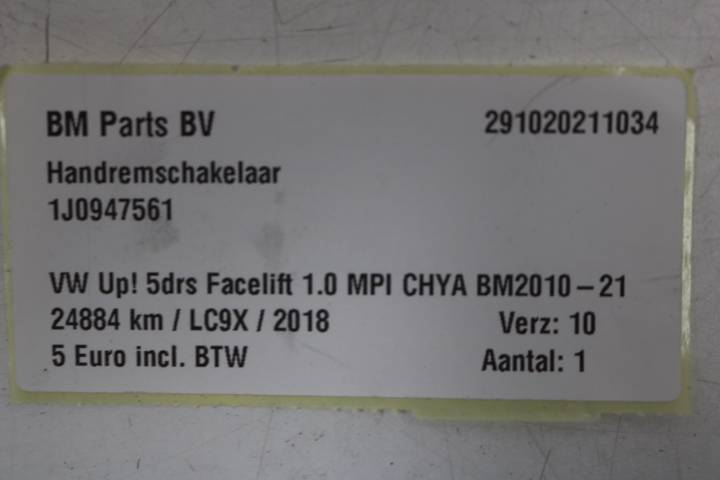 BM Parts BV 291020211034
Handremschakelaar
1J0947561
VW Up! 5drs Facelift 1.0 MPI CHYA BM2010-21
24884 km / LC9X / 2018 Verz: 10
5 Euro incl. BTW Aantal: 1